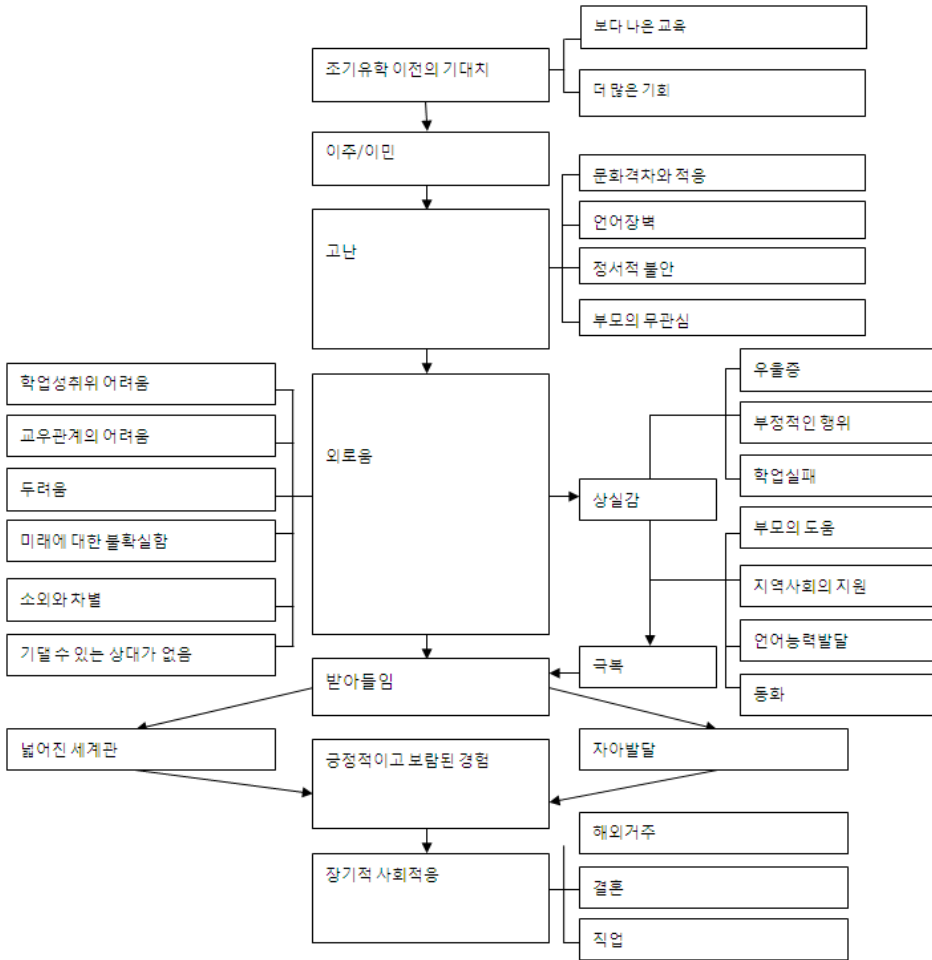 보다 나은 교육
조기유학 이전의 기대치
더 많은 기회
이주/이민
문화격차와 적응
언어장벽
고난
정서적 불안
부모의 무관심
학업성취위 어려움
교우관계의 어려움
두려움
미래에 대한 불확실함
소외와 차별
기댈 수 있는 상대가 없음
외로움
상실감
우울증
부정적인 행위
학업실패
부모의 도움
지역사회의 지원
언어능력발달
동화
극복
받아들임
넓어진 세계관
긍정적이고 보람된 경험
자아발달
해외거주
장기적 사회적응
결혼
직업